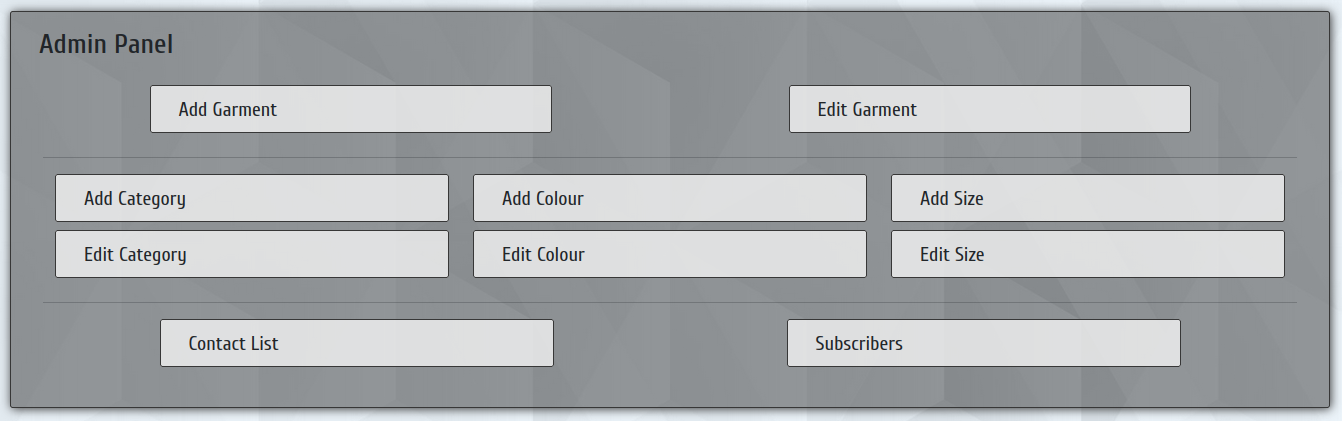 Admin Panel
Add Garment
Edit Garment
Add Category
Add Colour
Add Size
Edit Category
Edit Colour
Edit Size
Contact List
Subscribers